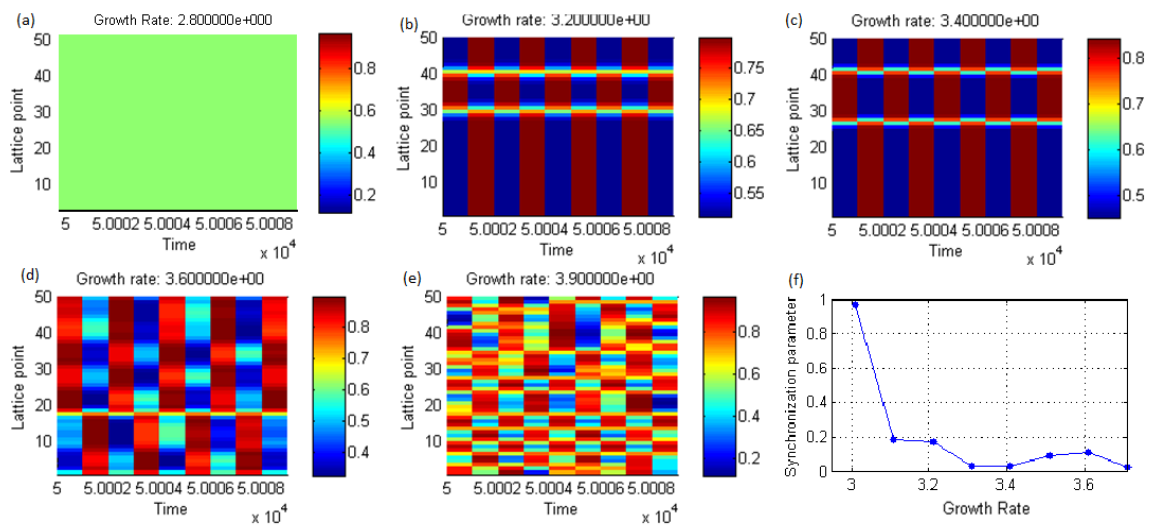 (a)
Growth Rate: 2.800000e+000
50
40
30
20
10
Lattice point
5 5.0002 5.0004 5.0006 5.0008
Time
x 10^4
0.8
0.6
0.4
0.2
(b)
Growth rate: 3.200000e+00
50
40
30
20
10
Lattice point
5 5.0002 5.0004 5.0006 5.0008
Time
x 10^4
0.75
0.7
0.65
0.6
0.55
(c)
Growth rate: 3.400000e+00
50
40
30
20
10
Lattice point
5 5.0002 5.0004 5.0006 5.0008
Time
x 10^4
0.8
0.7
0.6
0.5
(d)
Growth rate: 3.600000e+00
50
40
30
20
10
Lattice point
5 5.0002 5.0004 5.0006 5.0008
Time
x 10^4
0.8
0.7
0.6
0.5
0.4
(e)
Growth rate: 3.900000e+00
50
40
30
20
10
Lattice point
5 5.0002 5.0004 5.0006 5.0008
Time
x 10^4
0.8
0.6
0.4
0.2
(f)
1
0.8
0.6
0.4
0.2
0
Synchronization parameter
3 3.2 3.4 3.6
Growth Rate